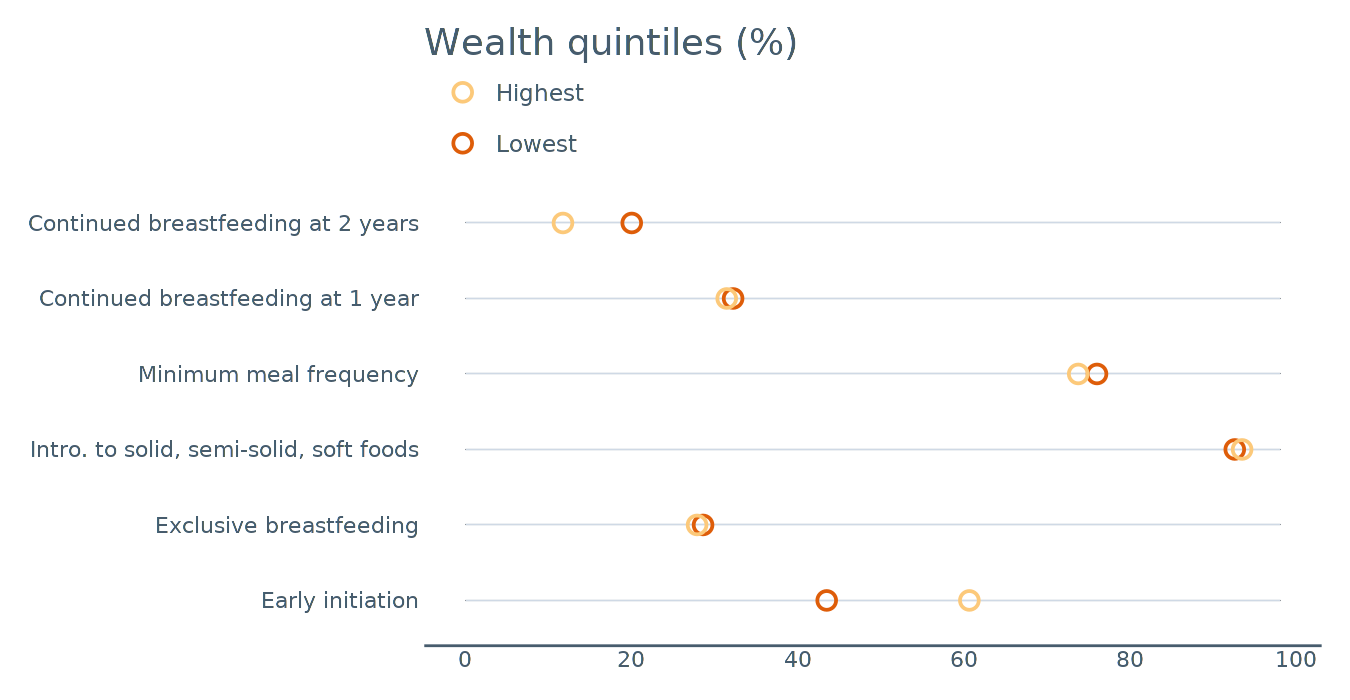 Wealth quintiles (%)
Highest
Lowest
Continued breastfeeding at 2 years
Continued breastfeeding at 1 year
Minimum meal frequency
Intro. to solid, semi-solid, soft foods
Exclusive breastfeeding
Early initiation
0 20 40 60 80 100